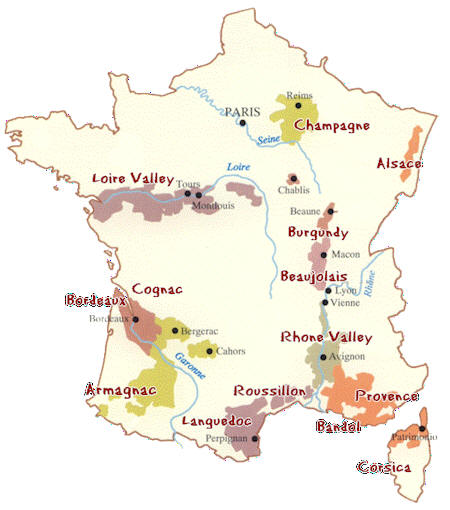 Reims
PARIS
Champagne
Seine
Alsace
Loire
Loire Valley
Tours
Montlouis
Chablis
Beaune
Burgundy
Macon
Beaujolais
Rhône
Lyon
Vienne
Cognac
Bordeaux
Bordeaux
Bergerac
Rhone Valley
Cahors
Avignon
Garonne
Armagnac
Roussillon
Provence
Languedoc
Bandol
Perpignan
Patrimonio
Corsica